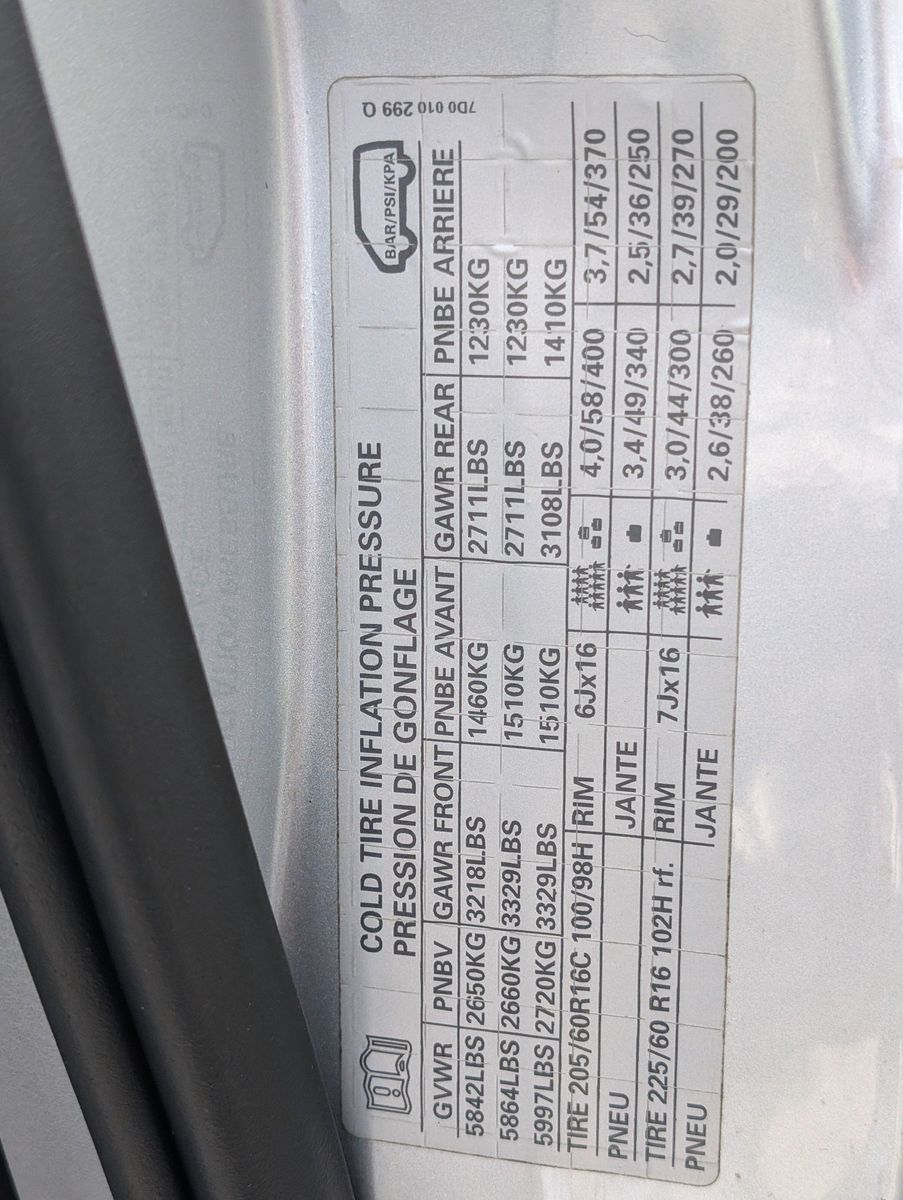 COLD TIRE INFLATION PRESSURE
PRESSION DE GONFLAGE
BAR/PSI/KPA
7D0 010 299 Q
GVWR PNBV GAWR FRONT PNBE AVANT GAWR REAR PNBE ARRIERE
5842LBS 2650KG 3218LBS 1460KG 2711LBS 1230KG
5864LBS 2660KG 3329LBS 1510KG 2711LBS 1230KG
5997LBS 2720KG 3329LBS 1510KG 3108LBS 1410KG
TIRE 205/60R16C 100/98H RIM 6Jx16 4,0/58/400 3,7/54/370
PNEU JANTE 3,4/49/340 2,5/36/250
TIRE 225/60 R16 102H rf. RIM 7Jx16 3,0/44/300 2,7/39/270
PNEU JANTE 2,6/38/260 2,0/29/200